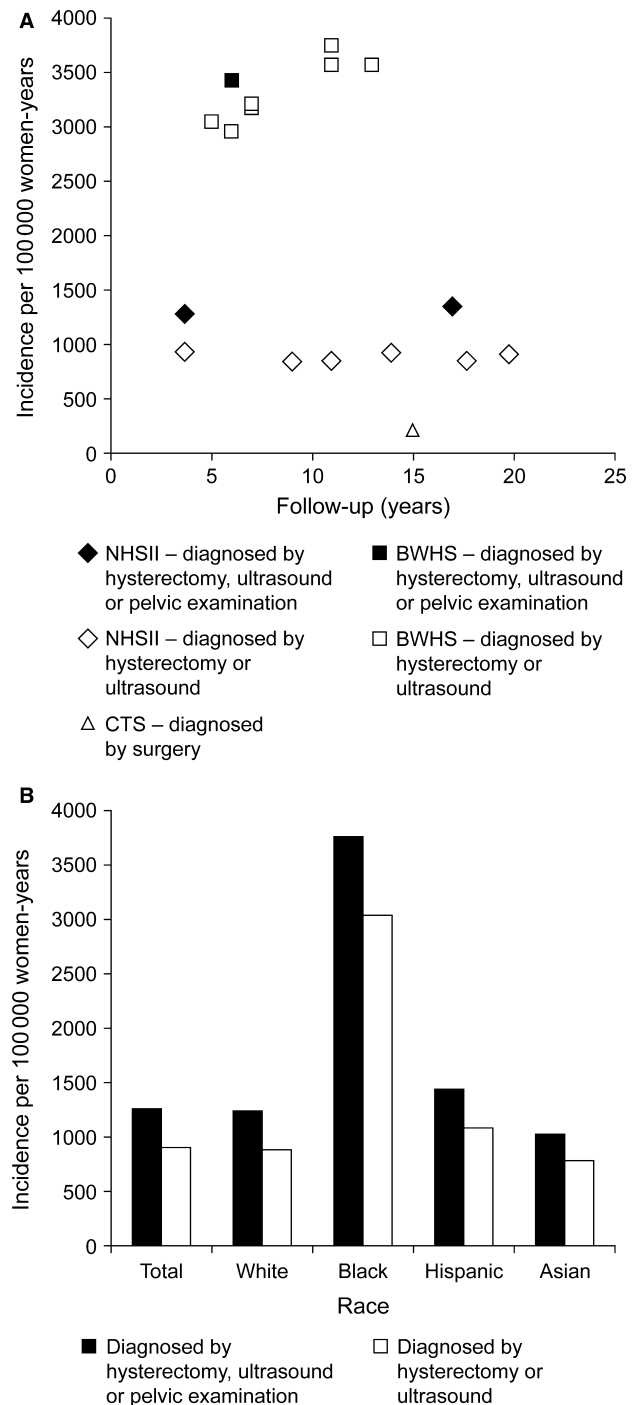 A
4000
3500
3000
2500
2000
1500
1000
500
0
Incidence per 100 000 women-years
0 5 10 15 20 25
Follow-up (years)
NHSII – diagnosed by
hysterectomy, ultrasound
or pelvic examination
BWHS – diagnosed by
hysterectomy, ultrasound
or pelvic examination
NHSII – diagnosed by
hysterectomy or
ultrasound
BWHS – diagnosed by
hysterectomy or
ultrasound
CTS – diagnosed
by surgery
B
4000
3500
3000
2500
2000
1500
1000
500
0
Incidence per 100 000 women-years
Total White Black Hispanic Asian
Race
Diagnosed by
hysterectomy, ultrasound
or pelvic examination
Diagnosed by
hysterectomy or
ultrasound